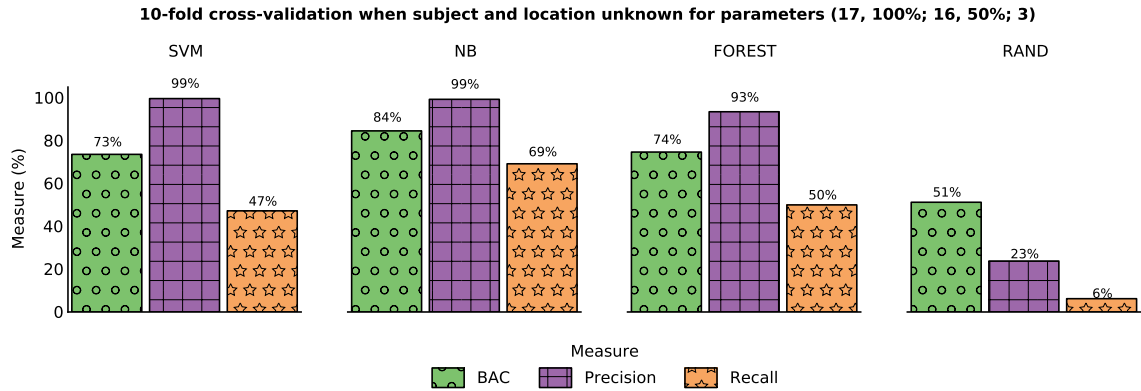 10-fold cross-validation when subject and location unknown for parameters (17, 100%; 16, 50%; 3)
SVM NB FOREST RAND
Measure (%)
100
80
60
40
20
0
73% 99% 47%
84% 99% 69%
74% 93% 50%
51% 23% 6%
Measure
BAC Precision Recall